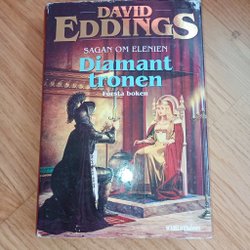 DAVID
EDDINGS
SAGAN OM ELENIEN
Diamant
tronen
Första boken